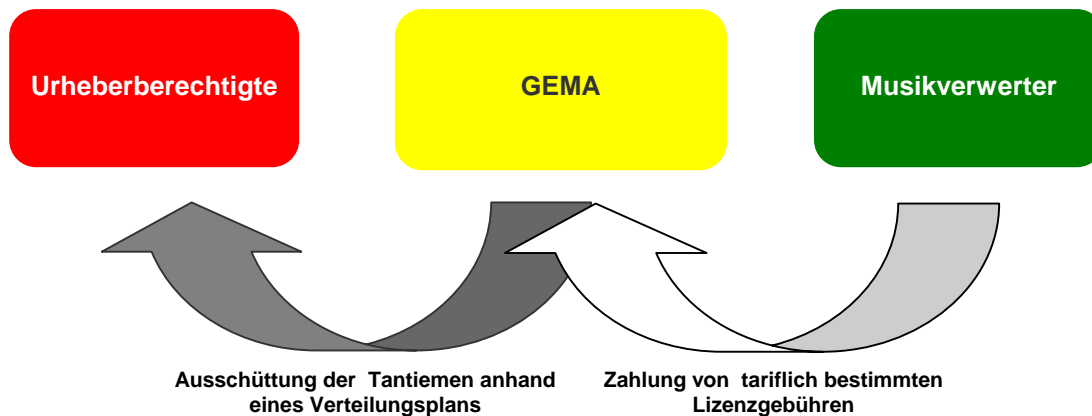 Urheberberechtigte
GEMA
Musikverwerter
Ausschüttung der Tantiemen anhand
eines Verteilungsplans
Zahlung von tariflich bestimmten
Lizenzgebühren